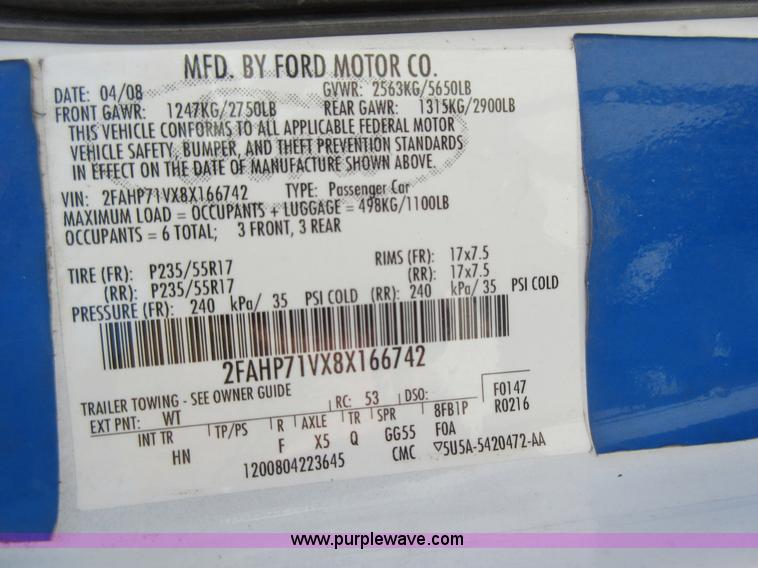 MFD. BY FORD MOTOR CO.
DATE: 04/08 GVWR: 2563KG/5650LB
FRONT GAWR: 1247KG/2750LB REAR GAWR: 1315KG/2900LB
THIS VEHICLE CONFORMS TO ALL APPLICABLE FEDERAL MOTOR
VEHICLE SAFETY, BUMPER, AND THEFT PREVENTION STANDARDS
IN EFFECT ON THE DATE OF MANUFACTURE SHOWN ABOVE.
VIN: 2FAHP71VX8X166742 TYPE: Passenger Car
MAXIMUM LOAD = OCCUPANTS + LUGGAGE = 498KG/1100LB
OCCUPANTS = 6 TOTAL; 3 FRONT, 3 REAR
TIRE (FR): P235/55R17 RIMS (FR): 17x7.5
(RR): P235/55R17 (RR): 17x7.5
PRESSURE (FR): 240 kPa/ 35 PSI COLD (RR): 240 kPa/ 35 PSI COLD
2FAHP71VX8X166742
TRAILER TOWING - SEE OWNER GUIDE
EXT PNT: WT RC: 53 DSO: F0147
INT TR TP/PS R AXLE TR SPR 8FB1P R0216
HN F X5 Q GG55 F0A
1200804223645 CMC ▽5U5A-5420472-AA
www.purplewave.com